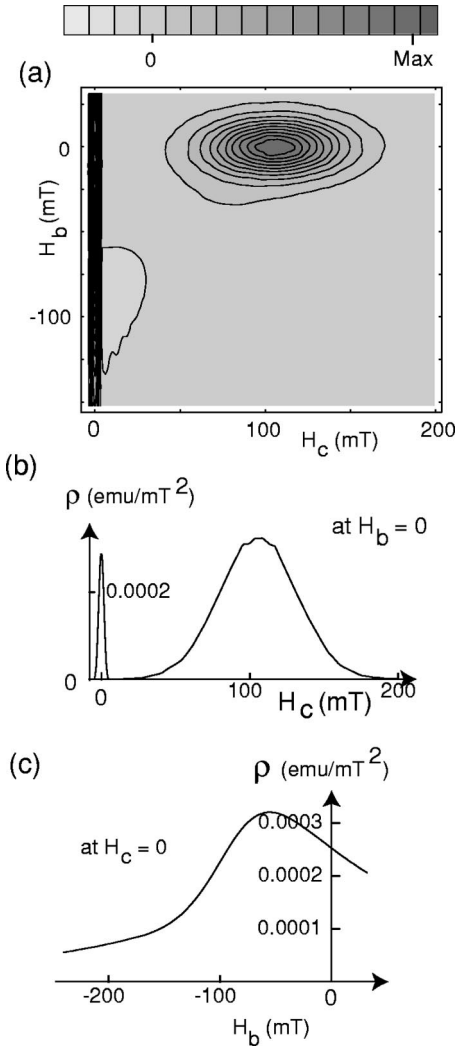 0 Max
(a)
0
H_b (mT)
-100
0 100 200
H_c (mT)
(b)
ρ (emu/mT^2)
at H_b = 0
0.0002
0
0 100 200
H_c (mT)
(c)
ρ (emu/mT^2)
0.0003
at H_c = 0
0.0002
0.0001
-200 -100 0
H_b (mT)